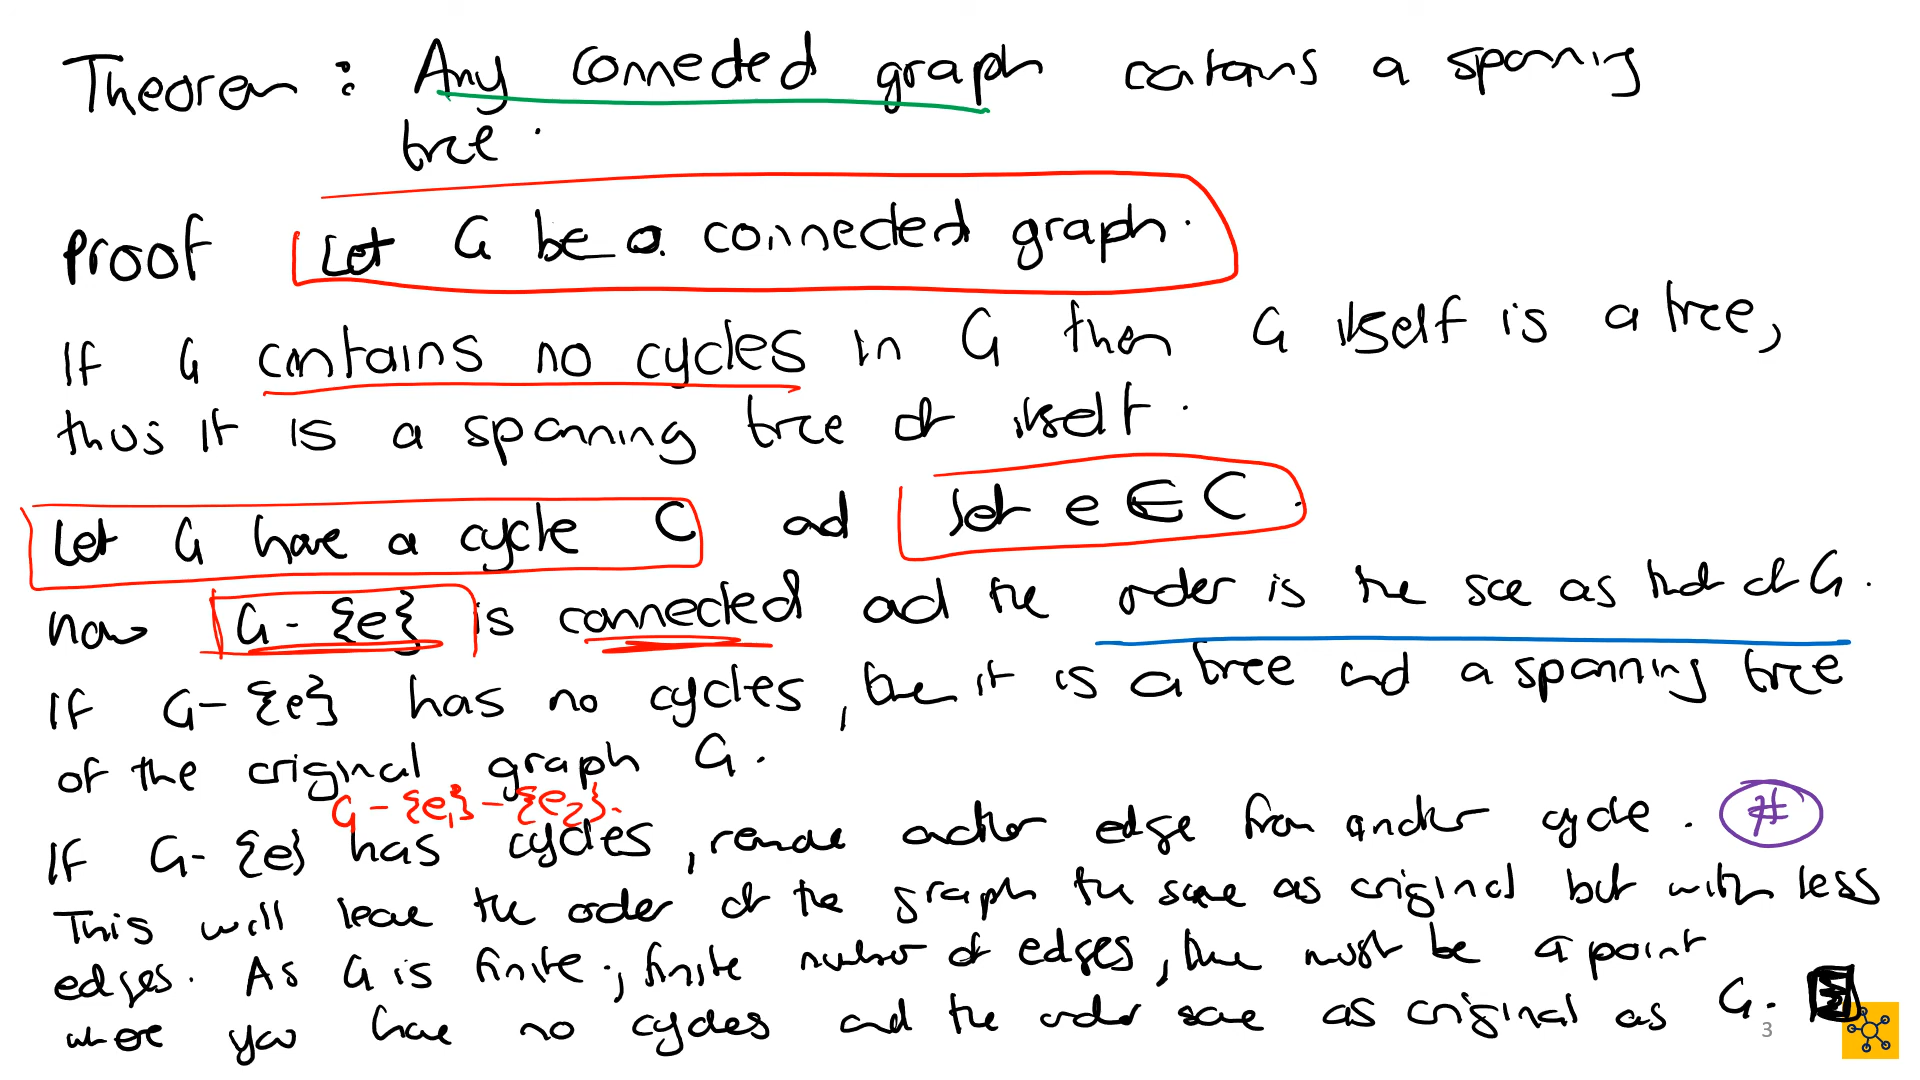 Theorem : Any connected graph contains a spanning
tree.
Proof Let G be a connected graph.
If G contains no cycles in G then G itself is a tree,
thus it is a spanning tree of itself.
Let G have a cycle C and let e ∈ C.
now G - {e} is connected and the order is the same as that of G.
If G - {e} has no cycles, then it is a tree and a spanning tree
of the original graph G.
G - {e1} - {e2}.
If G - {e} has cycles, remove another edge from another cycle. #
This will leave the order of the graph the same as original but with less
edges. As G is finite; finite number of edges, there must be a point
where you have no cycles and the order same as original as G.
3